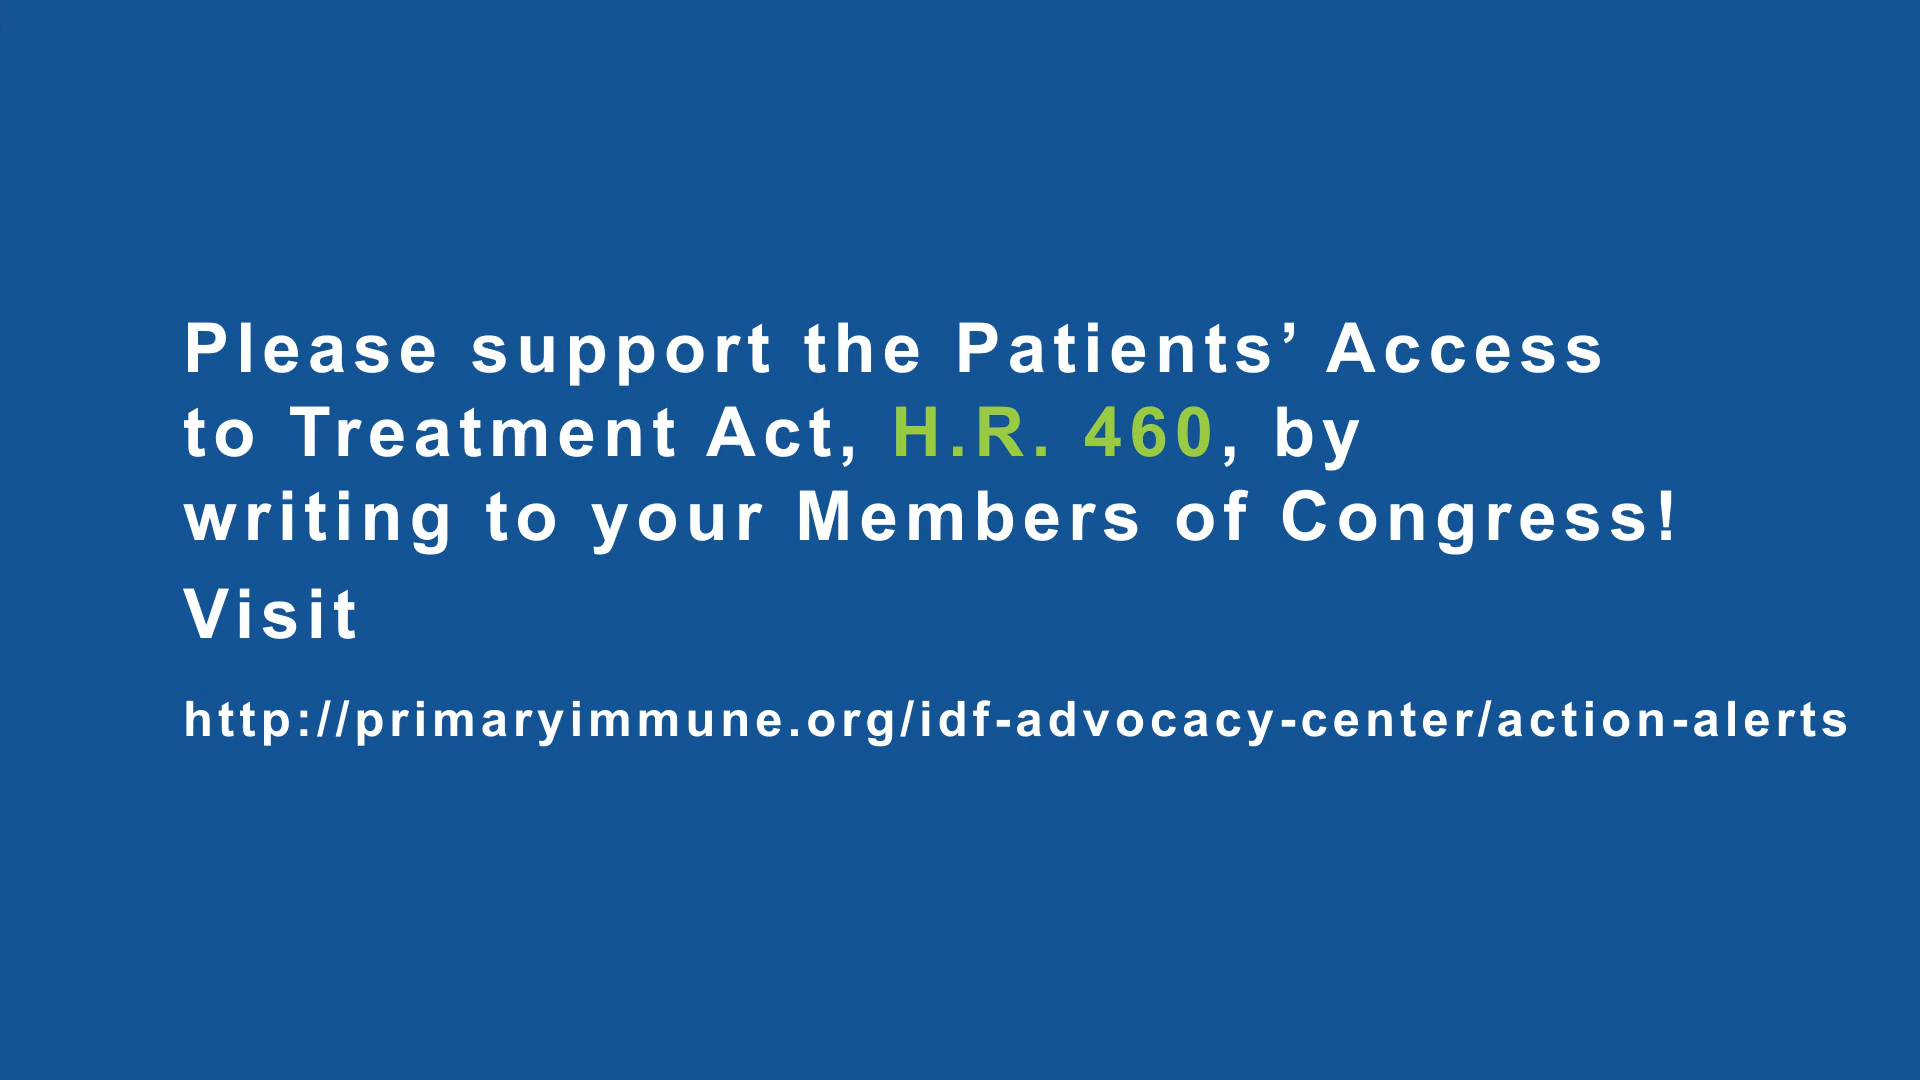 Please support the Patients’ Access
to Treatment Act, H.R. 460, by
writing to your Members of Congress!
Visit
http://primaryimmune.org/idf-advocacy-center/action-alerts